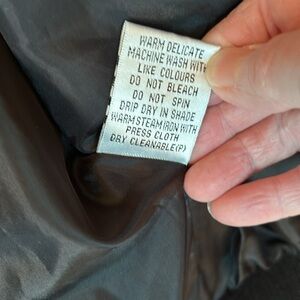 WARM DELICATE
MACHINE WASH WITH
LIKE COLOURS
DO NOT BLEACH
DO NOT SPIN
DRIP DRY IN SHADE
WARM STEAM IRON WITH
PRESS CLOTH
DRY CLEANABLE(P)